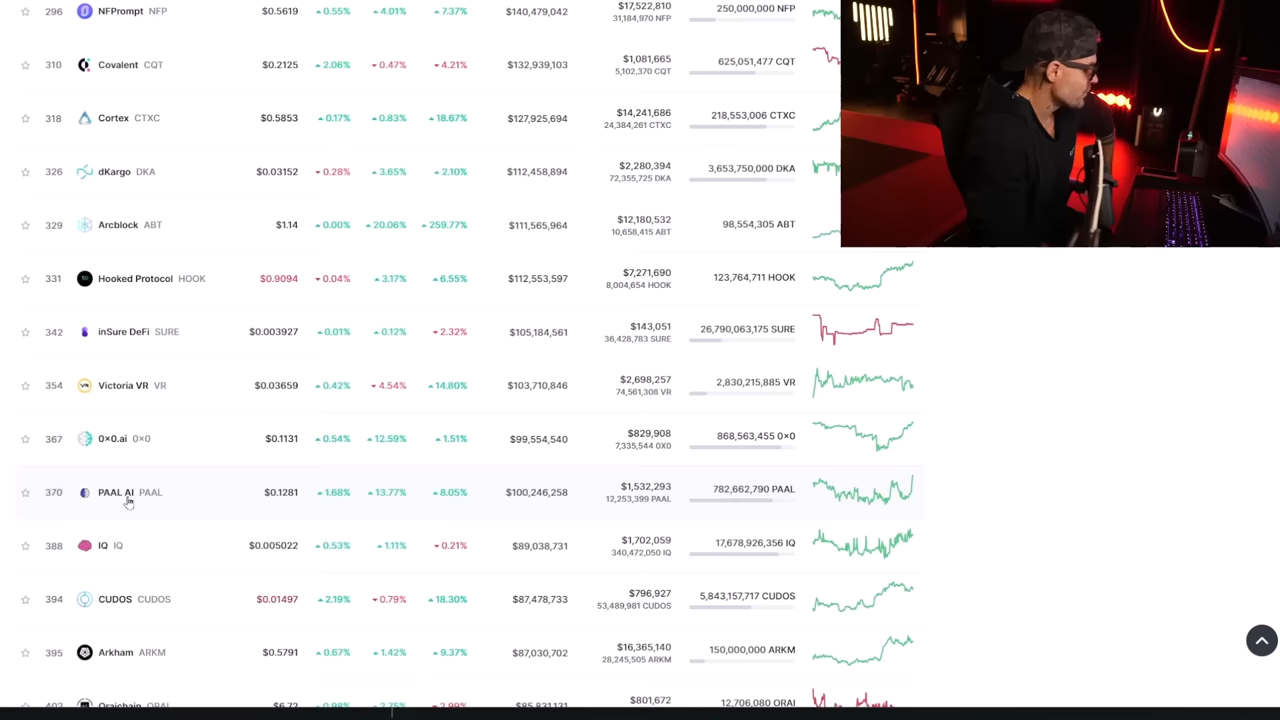 296 NFPrompt NFP $0.5619 0.55% 4.01% 7.37% $140,479,042 $17,522,810 250,000,000 NFP
31,184,970 NFP
310 Covalent CQT $0.2125 2.06% 0.47% 4.21% $132,939,103 $1,081,665 625,051,477 CQT
5,102,370 CQT
318 Cortex CTXC $0.5853 0.17% 0.83% 18.67% $127,925,694 $14,241,686 218,553,006 CTXC
24,384,261 CTXC
326 dKargo DKA $0.03152 0.28% 3.65% 2.10% $112,458,894 $2,280,394 3,653,750,000 DKA
72,355,725 DKA
329 Arcblock ABT $1.14 0.00% 20.06% 259.77% $111,565,964 $12,180,532 98,554,305 ABT
10,658,415 ABT
331 Hooked Protocol HOOK $0.9094 0.04% 3.17% 6.55% $112,553,597 $7,271,690 123,764,711 HOOK
8,004,654 HOOK
342 inSure DeFi SURE $0.003927 0.01% 0.12% 2.32% $105,184,561 $143,051 26,790,063,175 SURE
36,428,783 SURE
354 Victoria VR VR $0.03659 0.42% 4.54% 14.80% $103,710,846 $2,698,257 2,830,215,885 VR
74,561,308 VR
367 0x0.ai 0x0 $0.1131 0.54% 12.59% 1.51% $99,554,540 $829,908 868,563,455 0x0
7,335,544 0X0
370 PAAL AI PAAL $0.1281 1.68% 13.77% 8.05% $100,246,258 $1,532,293 782,662,790 PAAL
12,253,399 PAAL
388 IQ IQ $0.005022 0.53% 1.11% 0.21% $89,038,731 $1,702,059 17,678,926,356 IQ
340,472,050 IQ
394 CUDOS CUDOS $0.01497 2.19% 0.79% 18.30% $87,478,733 $796,927 5,843,157,717 CUDOS
53,489,981 CUDOS
395 Arkham ARKM $0.5791 0.67% 1.42% 9.37% $87,030,702 $16,365,140 150,000,000 ARKM
28,245,505 ARKM
402 Oraichain ORAI $6.72 0.98% 2.75% 2.99% $85,831,131 $801,672 12,706,080 ORAI